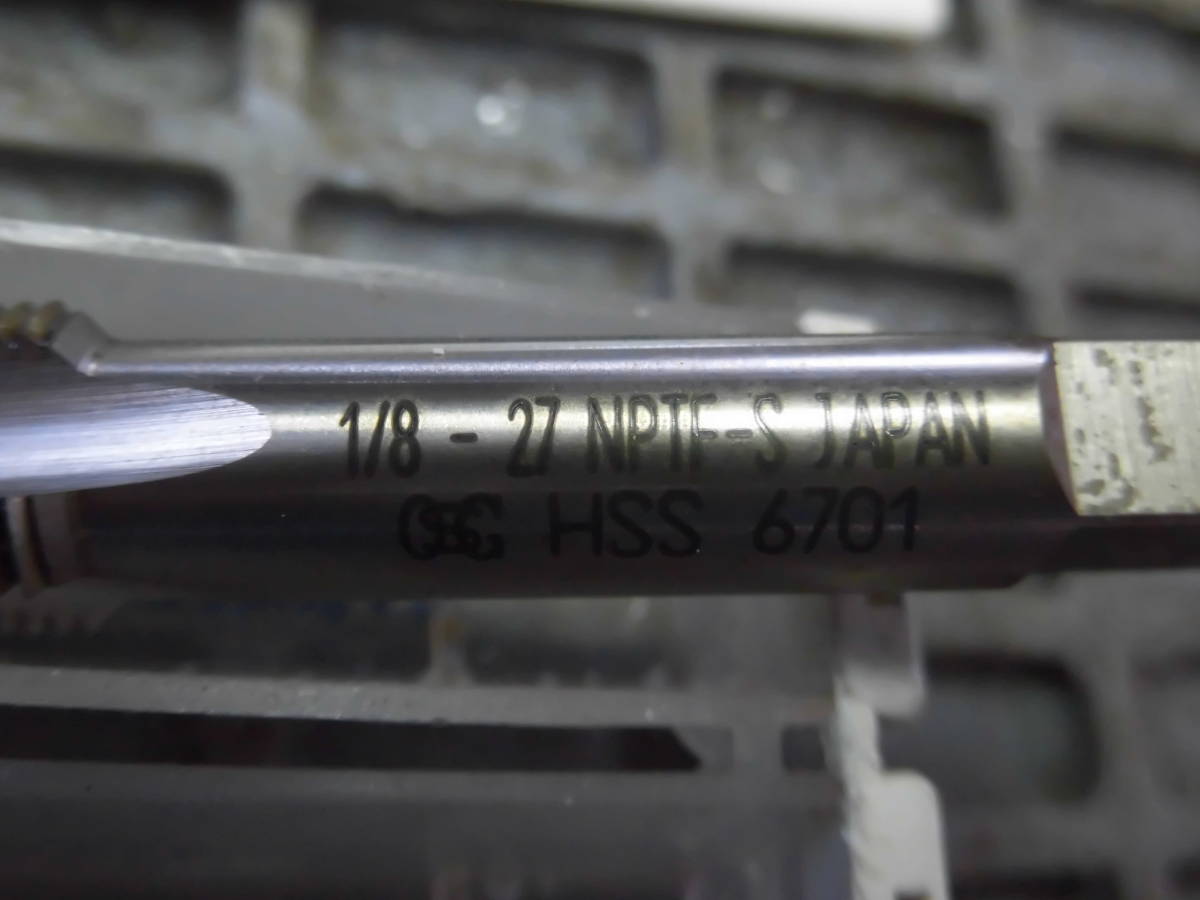 1/8 - 27 NPTF-S JAPAN
OSG HSS 6701